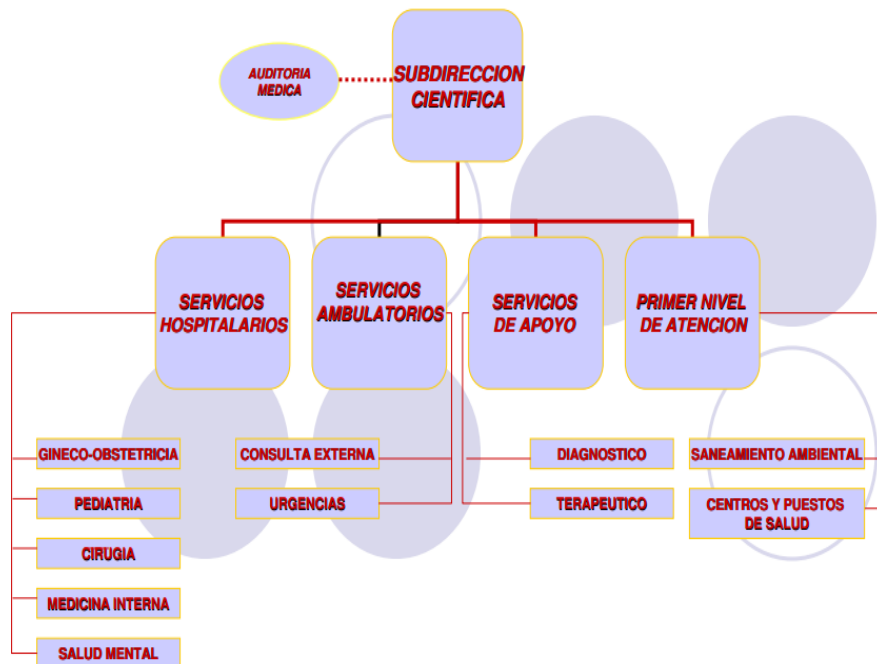 AUDITORIA
MEDICA
SUBDIRECCION
CIENTIFICA
SERVICIOS
HOSPITALARIOS
SERVICIOS
AMBULATORIOS
SERVICIOS
DE APOYO
PRIMER NIVEL
DE ATENCION
GINECO-OBSTETRICIA
PEDIATRIA
CIRUGIA
MEDICINA INTERNA
SALUD MENTAL
CONSULTA EXTERNA
URGENCIAS
DIAGNOSTICO
TERAPEUTICO
SANEAMIENTO AMBIENTAL
CENTROS Y PUESTOS
DE SALUD